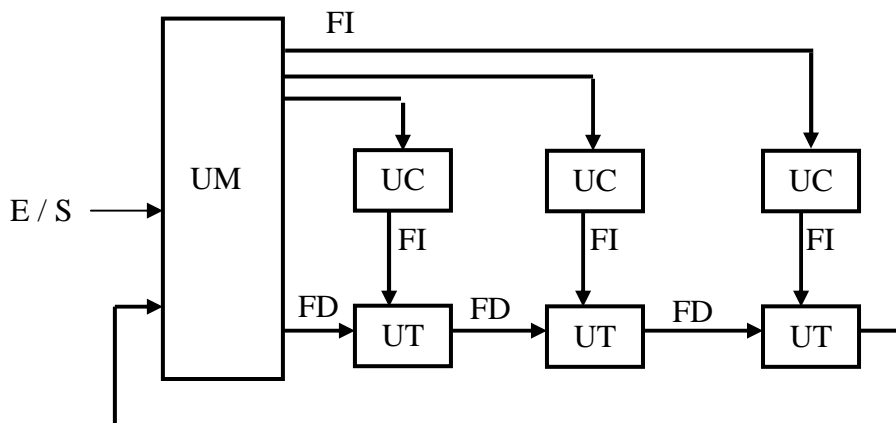 FI
UM
UC UC UC
E / S
FI FI FI
FD FD FD
UT UT UT